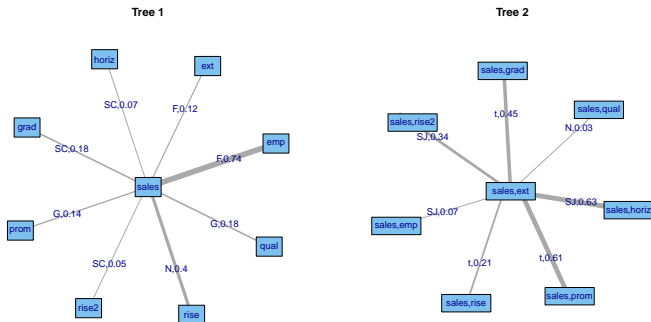 Tree 1
horiz
ext
SC,0.07
F,0.12
grad
emp
SC,0.18
F,0.74
sales
prom
G,0.14
G,0.18
qual
SC,0.05
N,0.4
rise2
rise
Tree 2
sales,grad
sales,qual
t,0.45
N,0.03
sales,rise2
SJ,0.34
sales,ext
SJ,0.07
SJ,0.63
sales,horiz
sales,emp
t,0.21
t,0.61
sales,rise
sales,prom